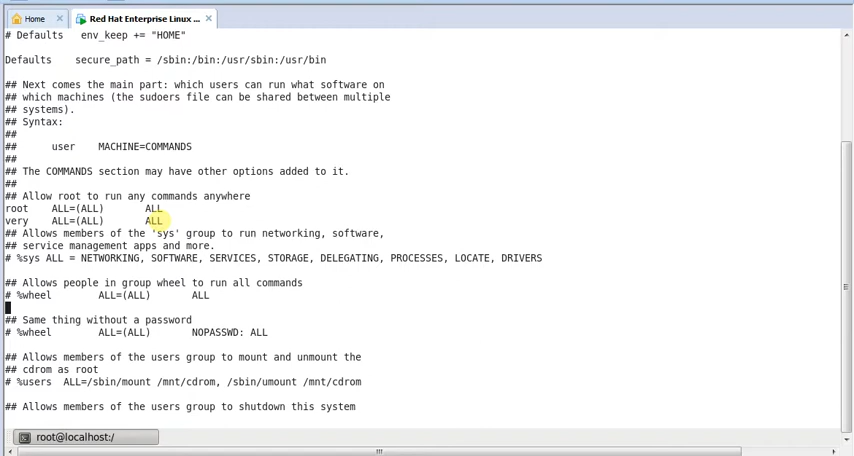 Home
Red Hat Enterprise Linux ...
# Defaults   env_keep += "HOME"
Defaults    secure_path = /sbin:/bin:/usr/sbin:/usr/bin
## Next comes the main part: which users can run what software on
## which machines (the sudoers file can be shared between multiple
## systems).
## Syntax:
##
##      user    MACHINE=COMMANDS
##
## The COMMANDS section may have other options added to it.
##
## Allow root to run any commands anywhere
root    ALL=(ALL)       ALL
very    ALL=(ALL)       ALL
## Allows members of the 'sys' group to run networking, software,
## service management apps and more.
# %sys ALL = NETWORKING, SOFTWARE, SERVICES, STORAGE, DELEGATING, PROCESSES, LOCATE, DRIVERS
## Allows people in group wheel to run all commands
# %wheel        ALL=(ALL)       ALL
## Same thing without a password
# %wheel        ALL=(ALL)       NOPASSWD: ALL
## Allows members of the users group to mount and unmount the
## cdrom as root
# %users  ALL=/sbin/mount /mnt/cdrom, /sbin/umount /mnt/cdrom
## Allows members of the users group to shutdown this system
root@localhost:/